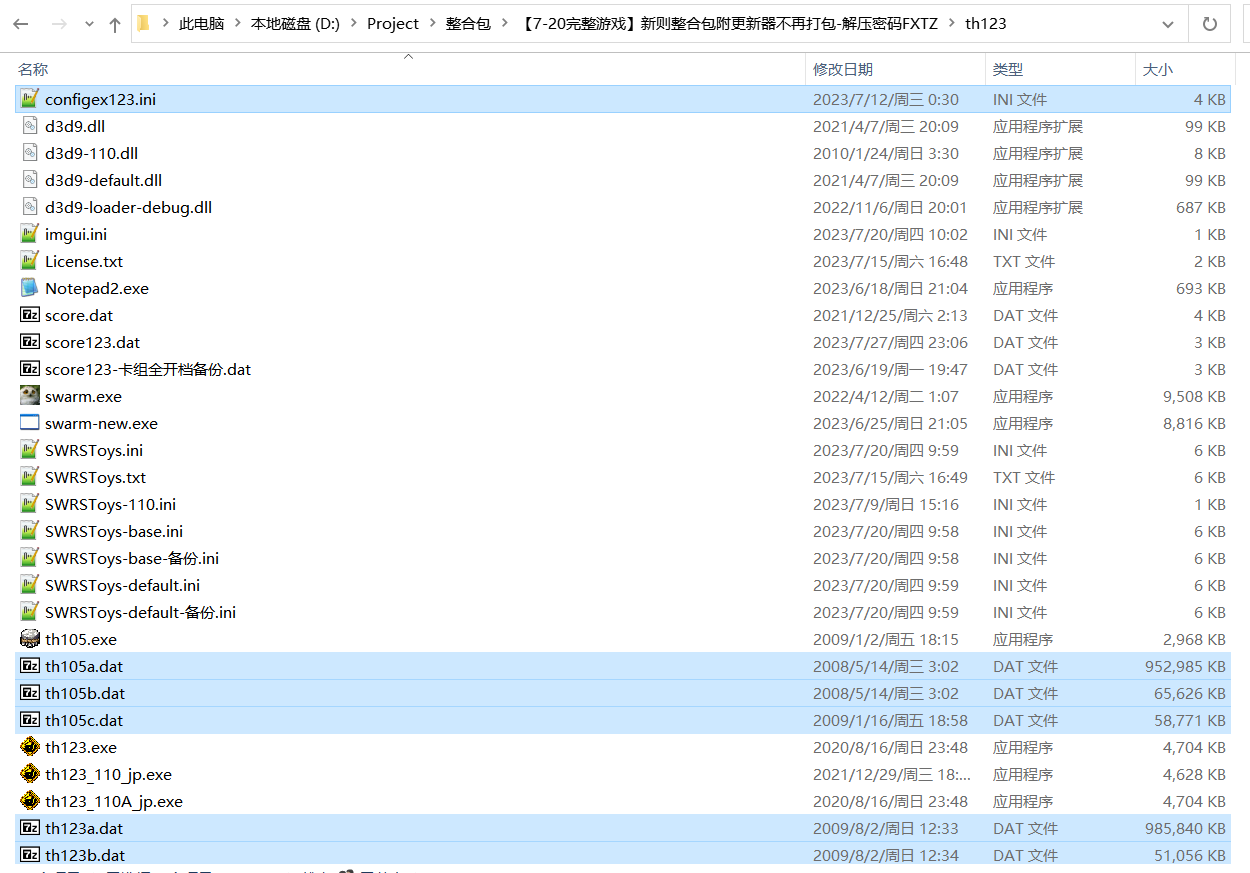 此电脑 > 本地磁盘 (D:) > Project > 整合包 > 【7-20完整游戏】新则整合包附更新器不再打包-解压密码FXTZ > th123
名称 修改日期 类型 大小
configex123.ini 2023/7/12/周三 0:30 INI 文件 4 KB
d3d9.dll 2021/4/7/周三 20:09 应用程序扩展 99 KB
d3d9-110.dll 2010/1/24/周日 3:30 应用程序扩展 8 KB
d3d9-default.dll 2021/4/7/周三 20:09 应用程序扩展 99 KB
d3d9-loader-debug.dll 2022/11/6/周日 20:01 应用程序扩展 687 KB
imgui.ini 2023/7/20/周四 10:02 INI 文件 1 KB
License.txt 2023/7/15/周六 16:48 TXT 文件 2 KB
Notepad2.exe 2023/6/18/周日 21:04 应用程序 693 KB
score.dat 2021/12/25/周六 2:13 DAT 文件 4 KB
score123.dat 2023/7/27/周四 23:06 DAT 文件 3 KB
score123-卡组全开档备份.dat 2023/6/19/周一 19:47 DAT 文件 3 KB
swarm.exe 2022/4/12/周二 1:07 应用程序 9,508 KB
swarm-new.exe 2023/6/25/周日 21:05 应用程序 8,816 KB
SWRSToys.ini 2023/7/20/周四 9:59 INI 文件 6 KB
SWRSToys.txt 2023/7/15/周六 16:49 TXT 文件 6 KB
SWRSToys-110.ini 2023/7/9/周日 15:16 INI 文件 1 KB
SWRSToys-base.ini 2023/7/20/周四 9:58 INI 文件 6 KB
SWRSToys-base-备份.ini 2023/7/20/周四 9:58 INI 文件 6 KB
SWRSToys-default.ini 2023/7/20/周四 9:59 INI 文件 6 KB
SWRSToys-default-备份.ini 2023/7/20/周四 9:59 INI 文件 6 KB
th105.exe 2009/1/2/周五 18:15 应用程序 2,968 KB
th105a.dat 2008/5/14/周三 3:02 DAT 文件 952,985 KB
th105b.dat 2008/5/14/周三 3:02 DAT 文件 65,626 KB
th105c.dat 2009/1/16/周五 18:58 DAT 文件 58,771 KB
th123.exe 2020/8/16/周日 23:48 应用程序 4,704 KB
th123_110_jp.exe 2021/12/29/周三 18:... 应用程序 4,628 KB
th123_110A_jp.exe 2020/8/16/周日 23:48 应用程序 4,704 KB
th123a.dat 2009/8/2/周日 12:33 DAT 文件 985,840 KB
th123b.dat 2009/8/2/周日 12:34 DAT 文件 51,056 KB